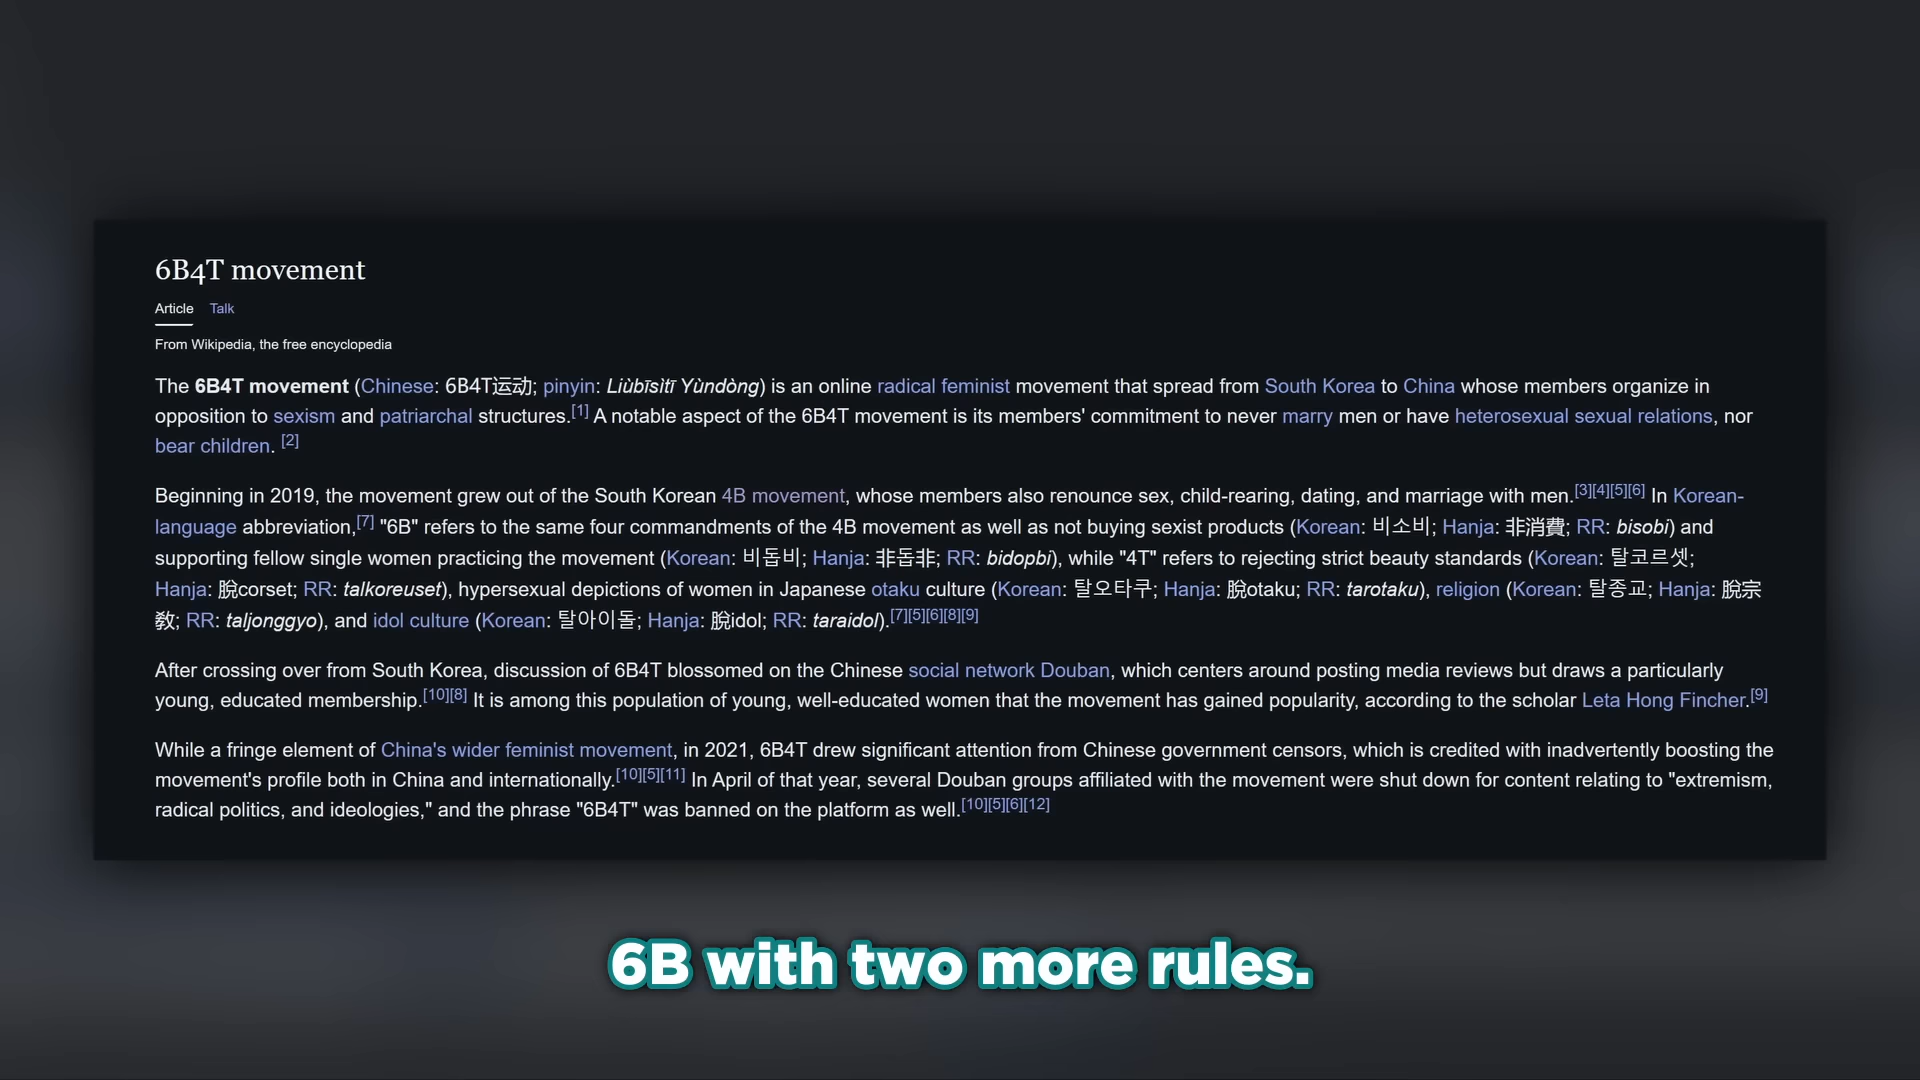 6B4T movement
Article Talk
From Wikipedia, the free encyclopedia
The 6B4T movement (Chinese: 6B4T运动; pinyin: Liùbīsìtī Yùndòng) is an online radical feminist movement that spread from South Korea to China whose members organize in
opposition to sexism and patriarchal structures.[1] A notable aspect of the 6B4T movement is its members' commitment to never marry men or have heterosexual sexual relations, nor
bear children. [2]
Beginning in 2019, the movement grew out of the South Korean 4B movement, whose members also renounce sex, child-rearing, dating, and marriage with men.[3][4][5][6] In Korean-
language abbreviation,[7] "6B" refers to the same four commandments of the 4B movement as well as not buying sexist products (Korean: 비소비; Hanja: 非消費; RR: bisobi) and
supporting fellow single women practicing the movement (Korean: 비돕비; Hanja: 非돕非; RR: bidopbi), while "4T" refers to rejecting strict beauty standards (Korean: 탈코르셋;
Hanja: 脫corset; RR: talkoreuset), hypersexual depictions of women in Japanese otaku culture (Korean: 탈오타쿠; Hanja: 脫otaku; RR: tarotaku), religion (Korean: 탈종교; Hanja: 脫宗
敎; RR: taljonggyo), and idol culture (Korean: 탈아이돌; Hanja: 脫idol; RR: taraidol).[7][5][6][8][9]
After crossing over from South Korea, discussion of 6B4T blossomed on the Chinese social network Douban, which centers around posting media reviews but draws a particularly
young, educated membership.[10][8] It is among this population of young, well-educated women that the movement has gained popularity, according to the scholar Leta Hong Fincher.[9]
While a fringe element of China's wider feminist movement, in 2021, 6B4T drew significant attention from Chinese government censors, which is credited with inadvertently boosting the
movement's profile both in China and internationally.[10][5][11] In April of that year, several Douban groups affiliated with the movement were shut down for content relating to "extremism,
radical politics, and ideologies," and the phrase "6B4T" was banned on the platform as well.[10][5][6][12]
6B with two more rules.